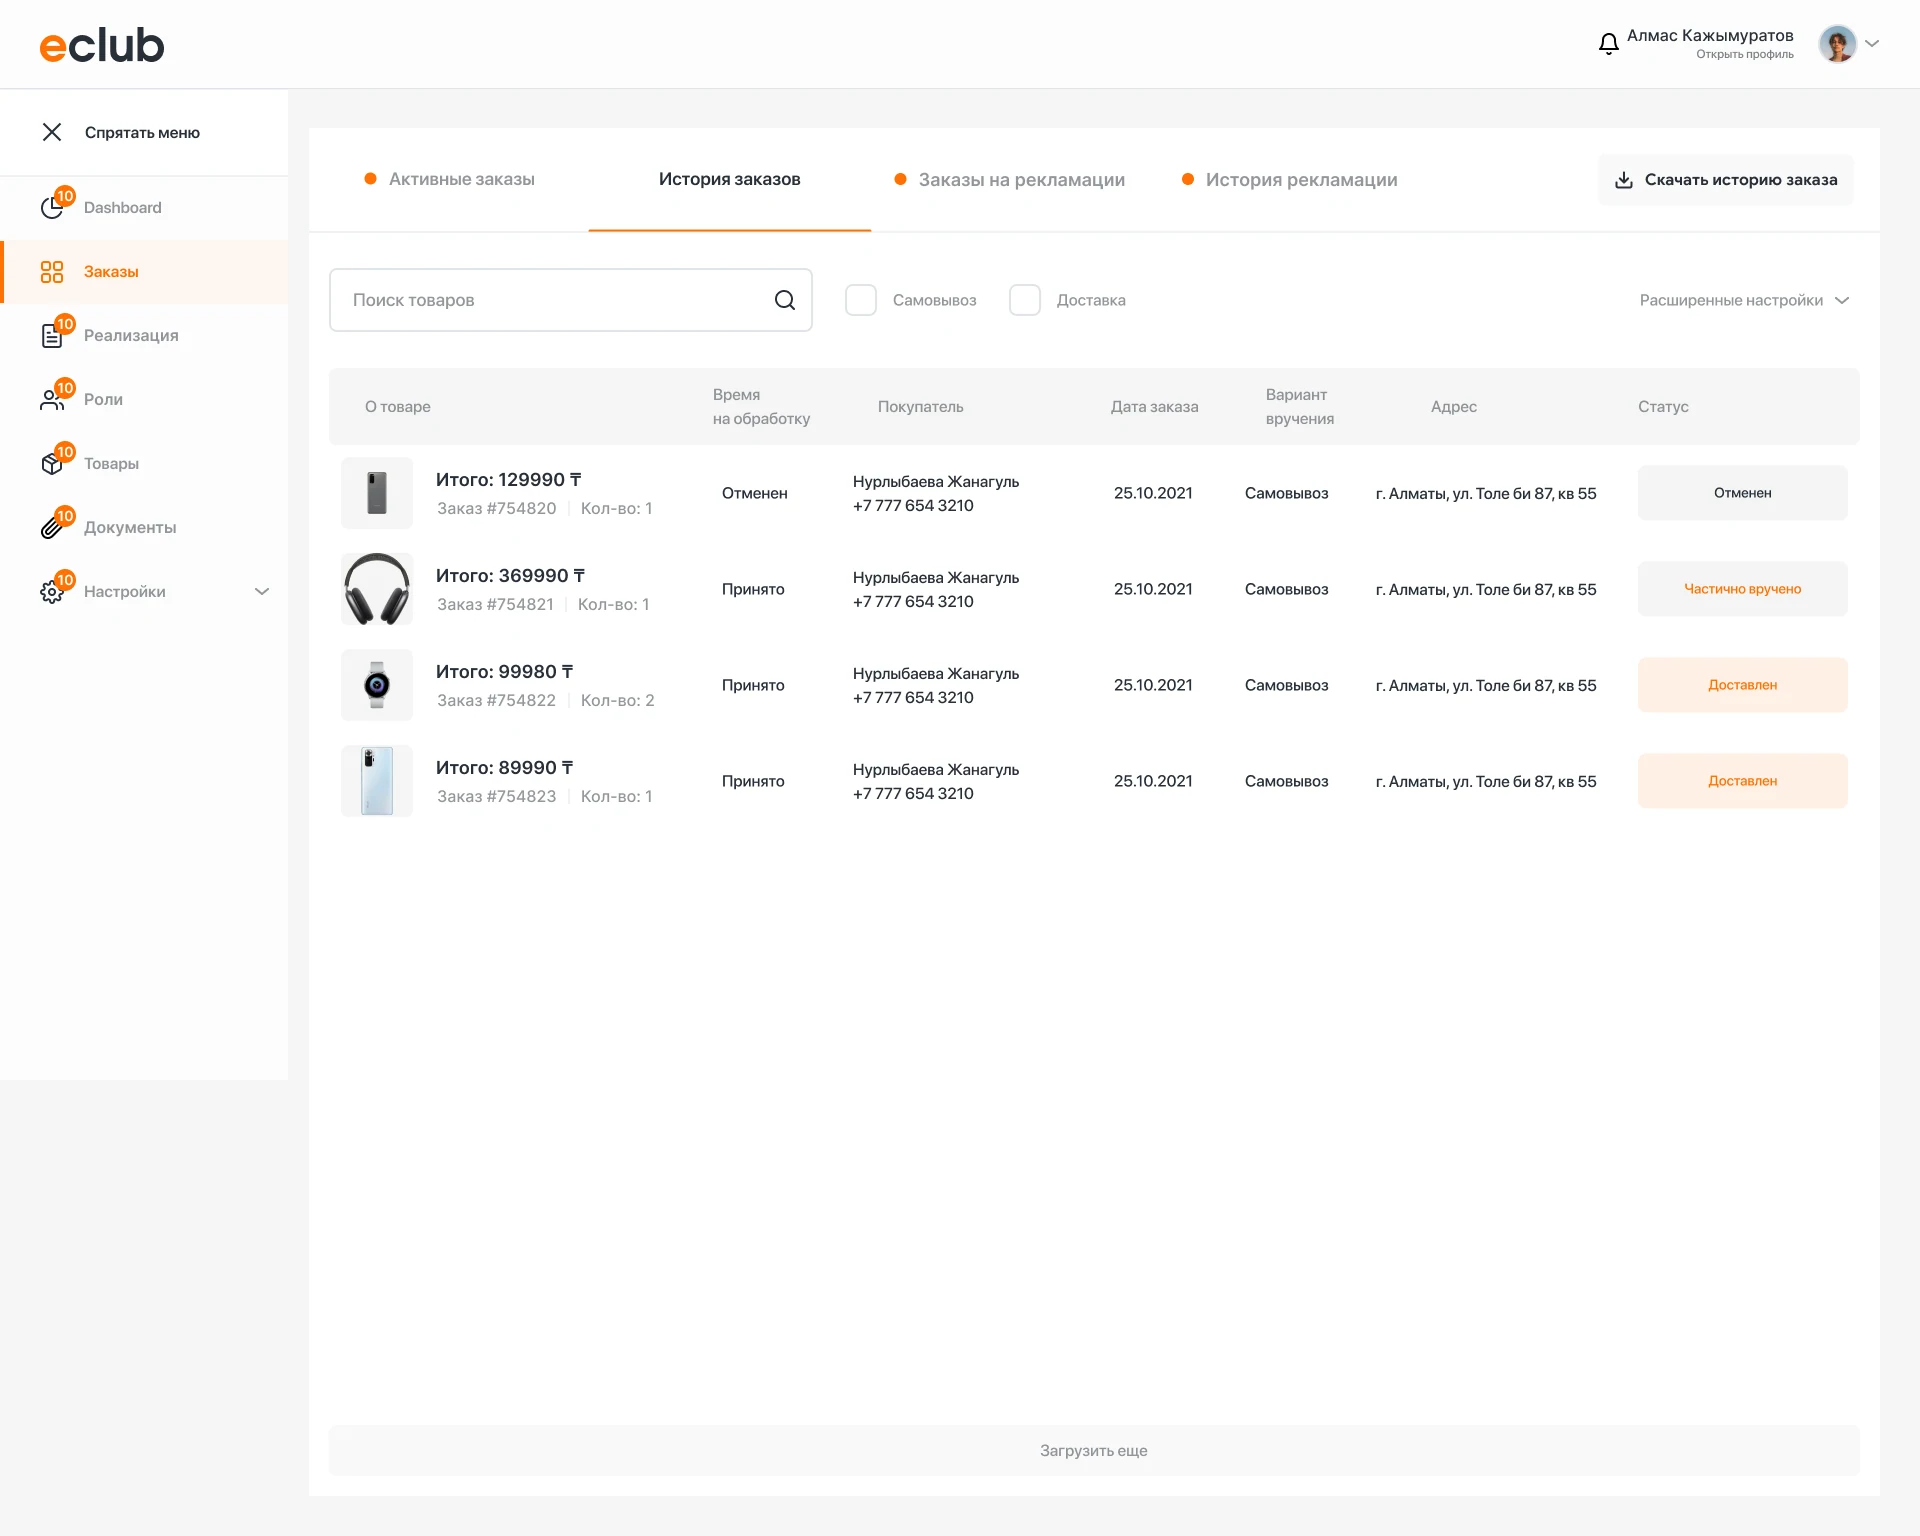 eclub
Алмас Кажымуратов
Открыть профиль
Спрятать меню
10
Dashboard
Заказы
10
Реализация
10
Роли
10
Товары
10
Документы
10
Настройки
Активные заказы
История заказов
Заказы на рекламации
История рекламации
Скачать историю заказа
Поиск товаров
Самовывоз
Доставка
Расширенные настройки
О товаре
Время
на обработку
Покупатель
Дата заказа
Вариант
вручения
Адрес
Статус
Итого: 129990 ₸
Заказ #754820 | Кол-во: 1
Отменен
Нурлыбаева Жанагуль
+7 777 654 3210
25.10.2021
Самовывоз
г. Алматы, ул. Толе би 87, кв 55
Отменен
Итого: 369990 ₸
Заказ #754821 | Кол-во: 1
Принято
Нурлыбаева Жанагуль
+7 777 654 3210
25.10.2021
Самовывоз
г. Алматы, ул. Толе би 87, кв 55
Частично вручено
Итого: 99980 ₸
Заказ #754822 | Кол-во: 2
Принято
Нурлыбаева Жанагуль
+7 777 654 3210
25.10.2021
Самовывоз
г. Алматы, ул. Толе би 87, кв 55
Доставлен
Итого: 89990 ₸
Заказ #754823 | Кол-во: 1
Принято
Нурлыбаева Жанагуль
+7 777 654 3210
25.10.2021
Самовывоз
г. Алматы, ул. Толе би 87, кв 55
Доставлен
Загрузить еще